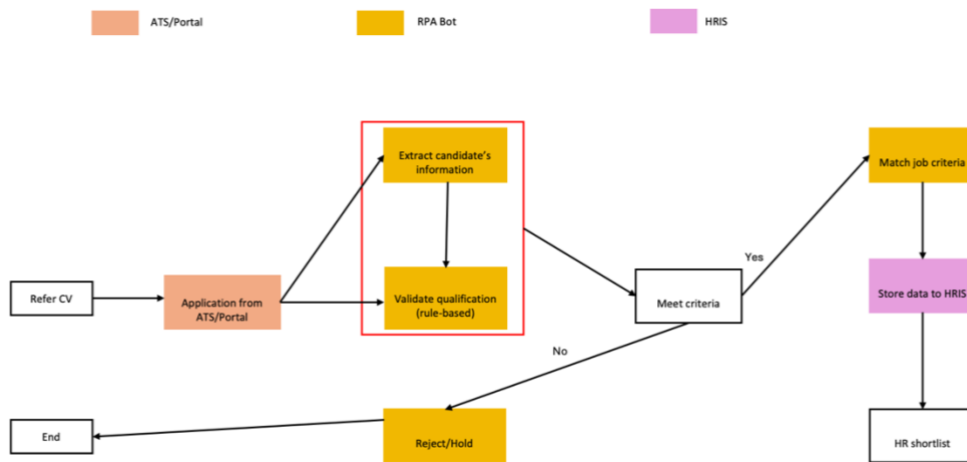 ATS/Portal
RPA Bot
HRIS
Extract candidate's
information
Match job criteria
Yes
Refer CV
Application from
ATS/Portal
Validate qualification
(rule-based)
Meet criteria
Store data to HRIS
No
End
Reject/Hold
HR shortlist